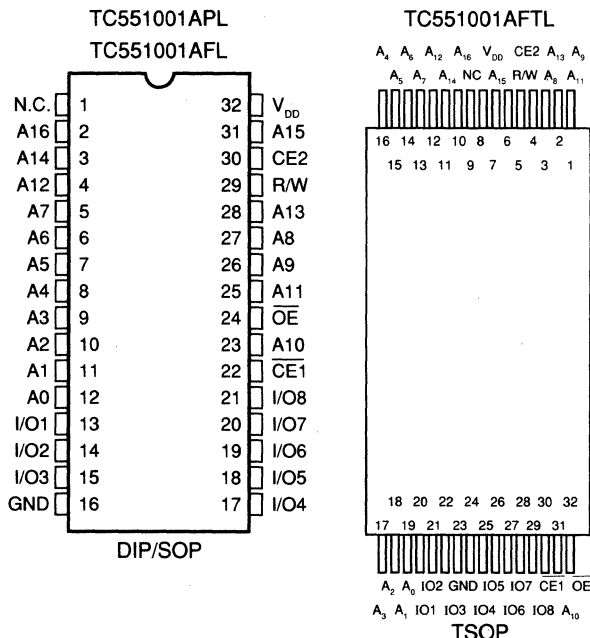 TC551001APL
TC551001AFL
N.C. 1 32 V_DD
A16 2 31 A15
A14 3 30 CE2
A12 4 29 R/W
A7 5 28 A13
A6 6 27 A8
A5 7 26 A9
A4 8 25 A11
A3 9 24 O̅E̅
A2 10 23 A10
A1 11 22 C̅E̅1̅
A0 12 21 I/O8
I/O1 13 20 I/O7
I/O2 14 19 I/O6
I/O3 15 18 I/O5
GND 16 17 I/O4
DIP/SOP
TC551001AFTL
A₄ A₆ A₁₂ A₁₆ V_DD CE2 A₁₃ A₉
A₅ A₇ A₁₄ NC A₁₅ R/W A₈ A₁₁
16 14 12 10 8 6 4 2
15 13 11 9 7 5 3 1
18 20 22 24 26 28 30 32
17 19 21 23 25 27 29 31
A₂ A₀ IO2 GND IO5 IO7 C̅E̅1̅ O̅E̅
A₃ A₁ IO1 IO3 IO4 IO6 IO8 A₁₀
TSOP